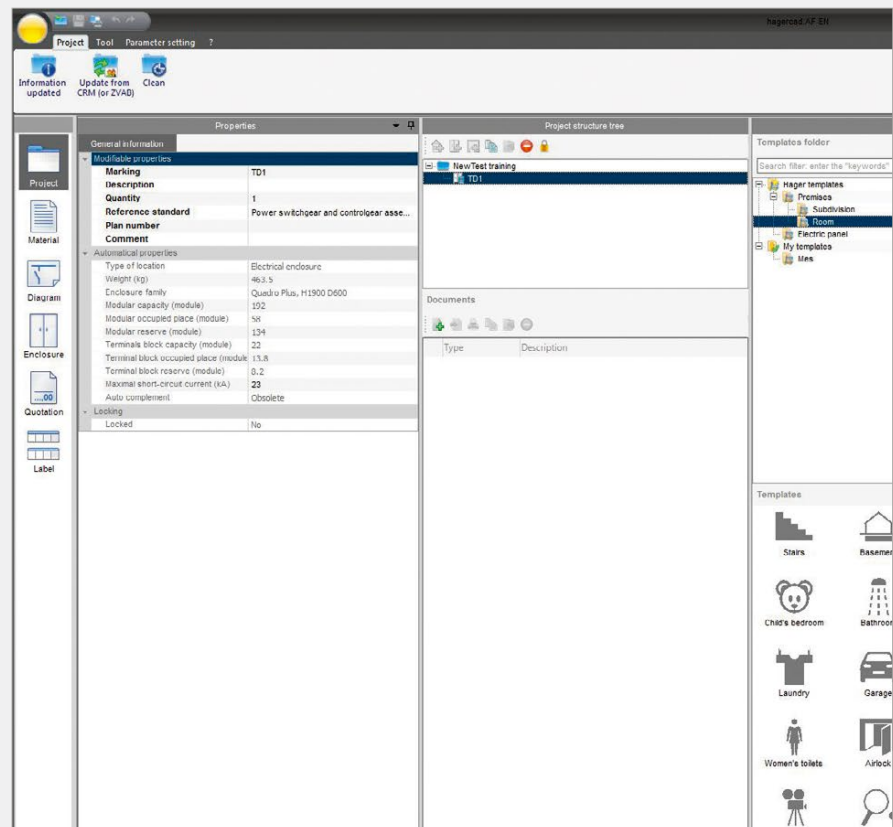 hagercad.AF EN
Project Tool Parameter setting ?
Information updated
Update from CRM (or ZVAB)
Clean
Project
Material
Diagram
Enclosure
.00
Quotation
Label
Properties
General information
Modifiable properties
Marking TD1
Description
Quantity 1
Reference standard Power switchgear and controlgear asse...
Plan number
Comment
Automatical properties
Type of location Electrical enclosure
Weight (kg) 463.5
Enclosure family Quadro Plus, H1900 D600
Modular capacity (module) 192
Modular occupied place (module) 58
Modular reserve (module) 134
Terminals block capacity (module) 22
Terminal block occupied place (module 13.8
Terminal block reserve (module) 8.2
Maximal short-circuit current (kA) 23
Auto complement Obsolete
Locking
Locked No
Project structure tree
NewTest training
TD1
Documents
Type Description
Templates folder
Search filter: enter the "keywords"
Hager templates
Premises
Subdivision
Room
Electric panel
My templates
Mes
Templates
Stairs
Basemen
Child's bedroom
Bathroor
Laundry
Garage
Women's toilets
Airlock